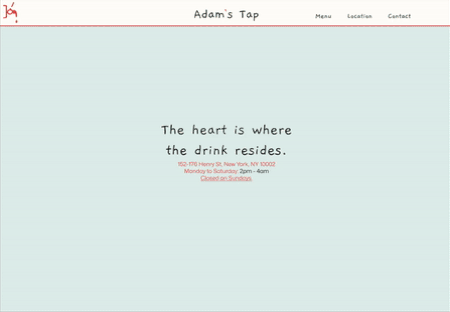 Adam's Tap
Menu Location Contact
The heart is where
the drink resides.
152-176 Henry St, New York, NY 10002
Monday to Saturday: 2pm - 4am
Closed on Sundays.